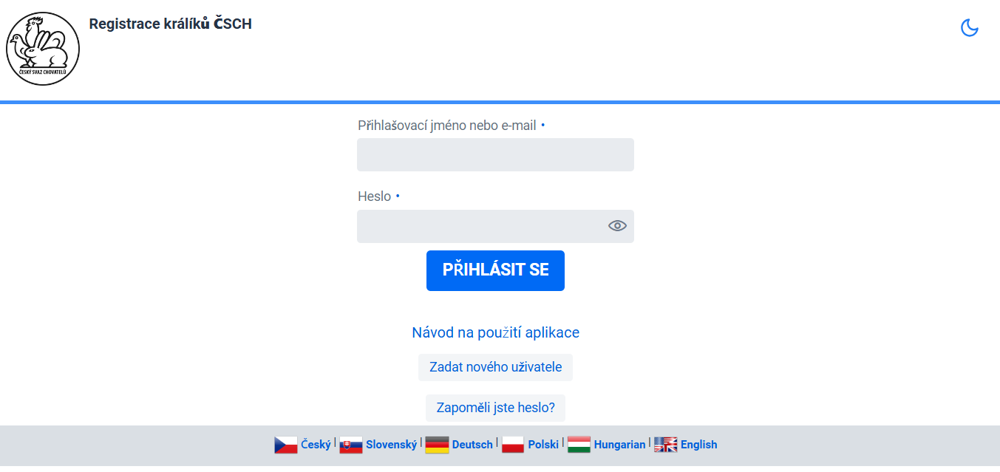 Registrace králíků ČSCH
ČESKÝ SVAZ CHOVATELŮ
Přihlašovací jméno nebo e-mail •
Heslo •
PŘIHLÁSIT SE
Návod na použití aplikace
Zadat nového uživatele
Zapoměli jste heslo?
Český | Slovenský | Deutsch | Polski | Hungarian | English